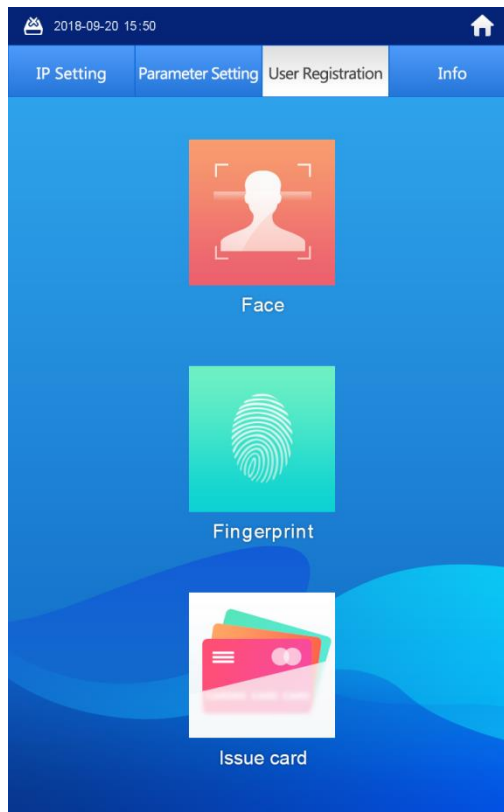 2018-09-20 15:50
IP Setting Parameter Setting User Registration Info
Face
Fingerprint
Issue card